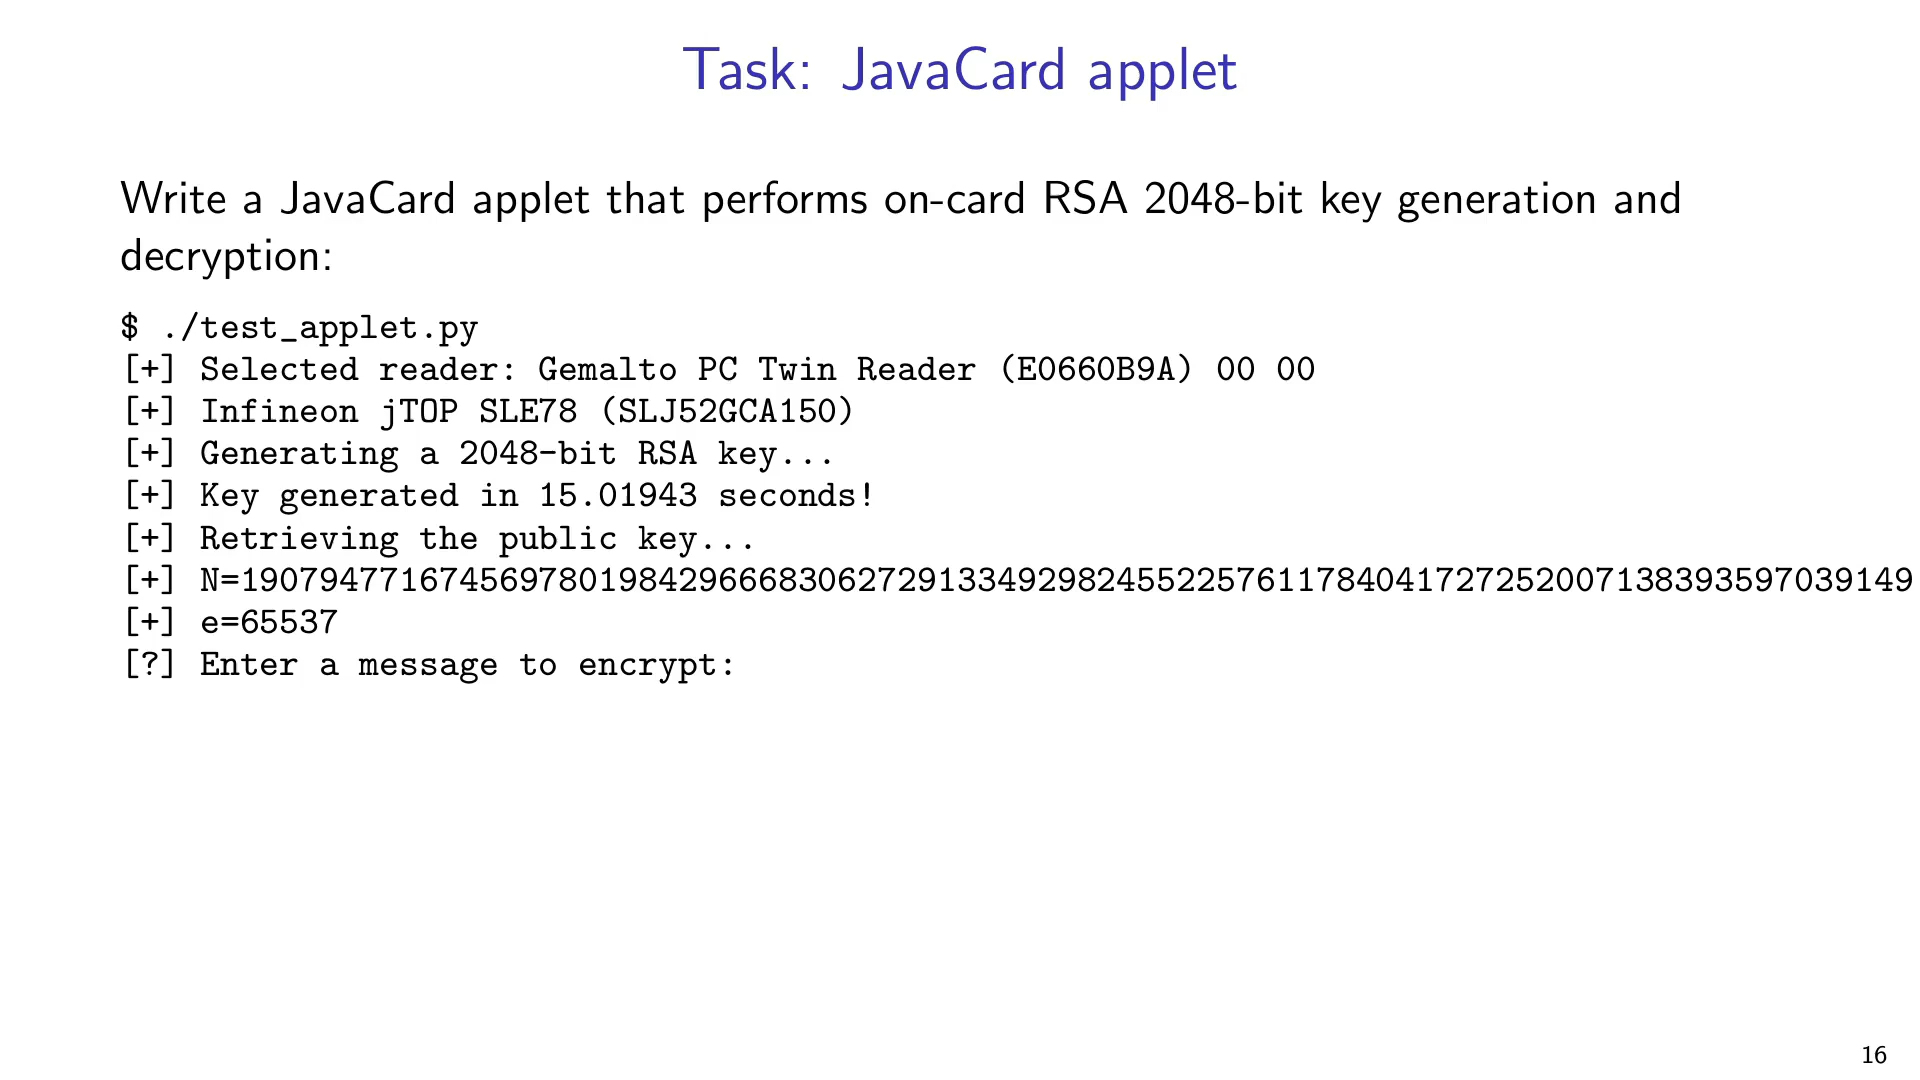 Task: JavaCard applet
Write a JavaCard applet that performs on-card RSA 2048-bit key generation and
decryption:
$ ./test_applet.py
[+] Selected reader: Gemalto PC Twin Reader (E0660B9A) 00 00
[+] Infineon jTOP SLE78 (SLJ52GCA150)
[+] Generating a 2048-bit RSA key...
[+] Key generated in 15.01943 seconds!
[+] Retrieving the public key...
[+] N=19079477167456978019842966683062729133492982455225761178404172725200713839359703​9149
[+] e=65537
[?] Enter a message to encrypt:
16